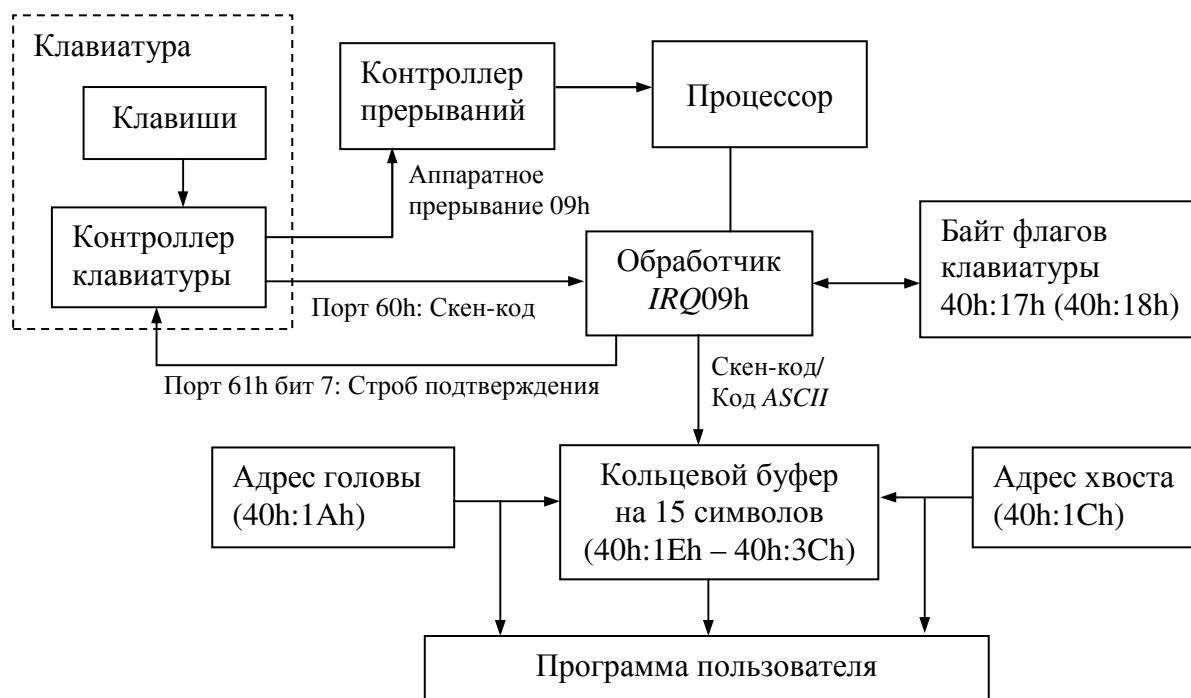 Клавиатура
Клавиши
Контроллер
клавиатуры
Контроллер
прерываний
Процессор
Аппаратное
прерывание 09h
Порт 60h: Скен-код
Обработчик
IRQ09h
Байт флагов
клавиатуры
40h:17h (40h:18h)
Порт 61h бит 7: Строб подтверждения
Скен-код/
Код ASCII
Адрес головы
(40h:1Ah)
Кольцевой буфер
на 15 символов
(40h:1Eh – 40h:3Ch)
Адрес хвоста
(40h:1Ch)
Программа пользователя